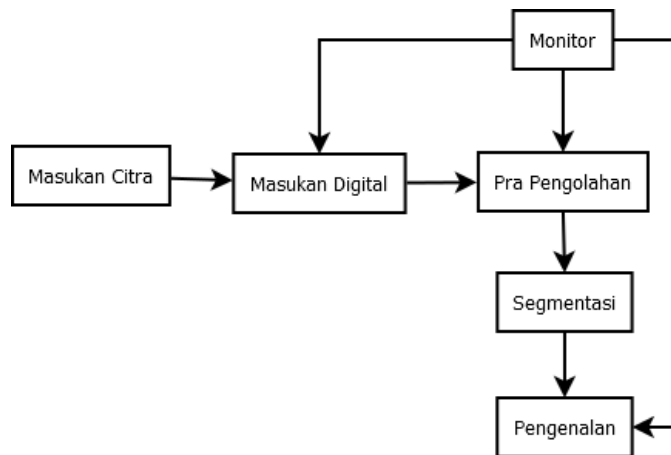 Monitor
Masukan Citra
Masukan Digital
Pra Pengolahan
Segmentasi
Pengenalan